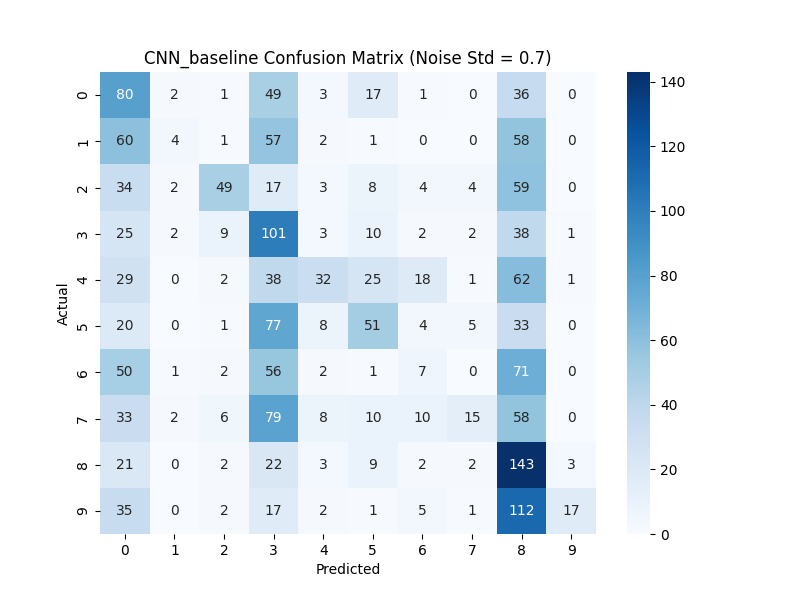 CNN_baseline Confusion Matrix (Noise Std = 0.7)
0 80 2 1 49 3 17 1 0 36 0
1 60 4 1 57 2 1 0 0 58 0
2 34 2 49 17 3 8 4 4 59 0
3 25 2 9 101 3 10 2 2 38 1
4 29 0 2 38 32 25 18 1 62 1
5 20 0 1 77 8 51 4 5 33 0
6 50 1 2 56 2 1 7 0 71 0
7 33 2 6 79 8 10 10 15 58 0
8 21 0 2 22 3 9 2 2 143 3
9 35 0 2 17 2 1 5 1 112 17
0 1 2 3 4 5 6 7 8 9
Predicted
Actual
140
120
100
80
60
40
20
0